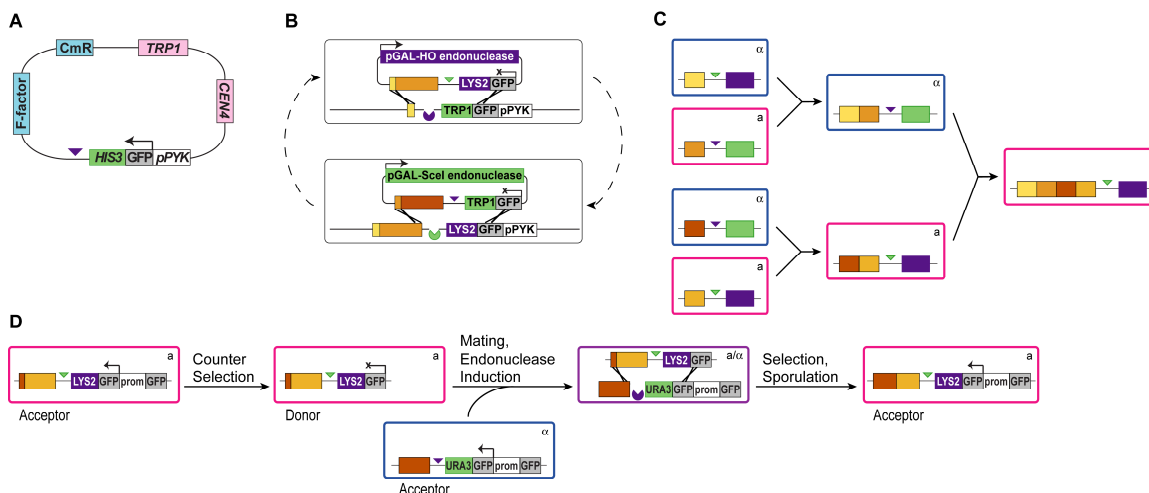 A
CmR
TRP1
F-factor
CEN4
HIS3 GFP pPYK
B
pGAL-HO endonuclease
x
LYS2 GFP
TRP1 GFP pPYK
pGAL-SceI endonuclease
x
TRP1 GFP
LYS2 GFP pPYK
C
α
a
α
α
a
a
a
D
a
LYS2 GFP prom GFP
Acceptor
Counter
Selection
a
x
LYS2 GFP
Donor
Mating,
Endonuclease
Induction
α
URA3 GFP prom GFP
Acceptor
a/α
LYS2 GFP
URA3 GFP prom GFP
Selection,
Sporulation
a
LYS2 GFP prom GFP
Acceptor